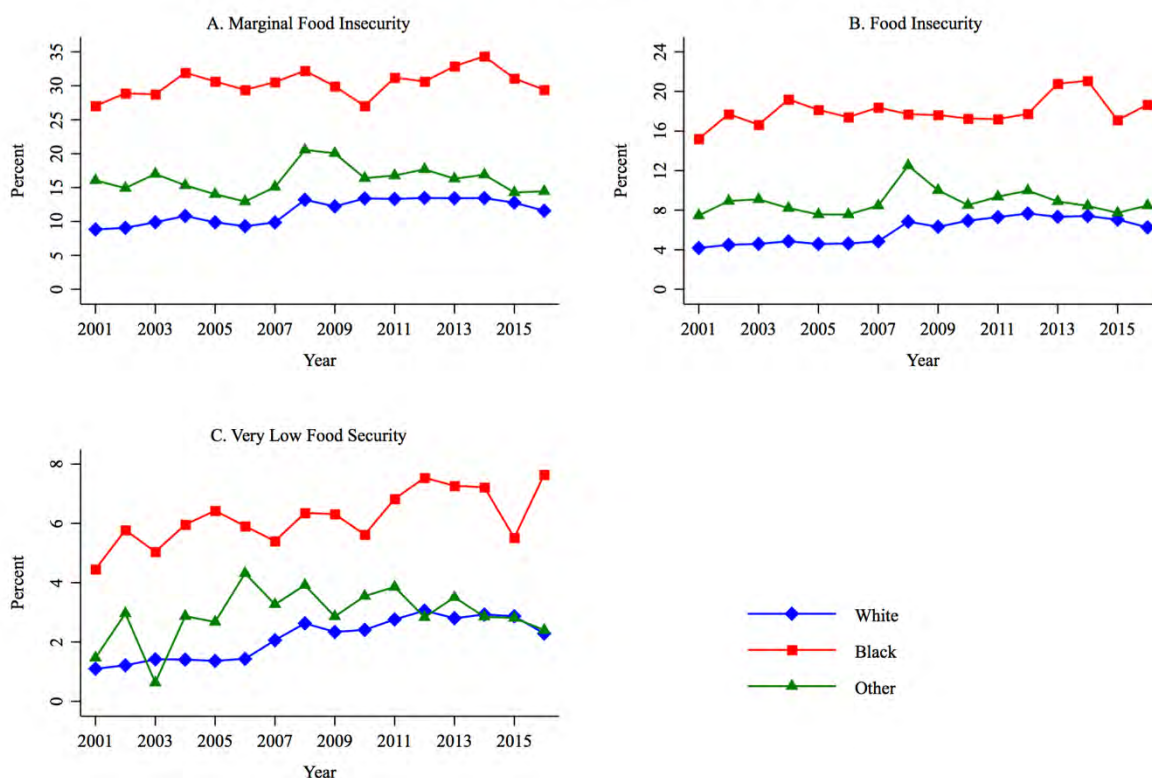 A. Marginal Food Insecurity
Percent
35
30
25
20
15
10
5
0
2001 2003 2005 2007 2009 2011 2013 2015
Year
B. Food Insecurity
Percent
24
20
16
12
8
4
0
2001 2003 2005 2007 2009 2011 2013 2015
Year
C. Very Low Food Security
Percent
8
6
4
2
0
2001 2003 2005 2007 2009 2011 2013 2015
Year
White
Black
Other